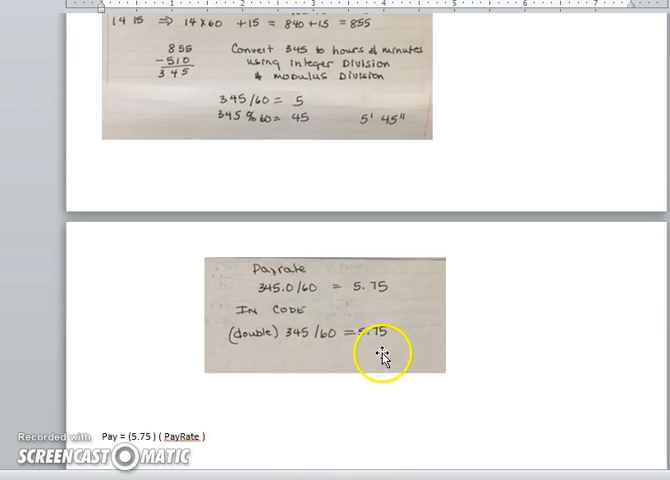 14 15 ⇒ 14 x 60 + 15 = 840 + 15 = 855
855
- 510
345
Convert 345 to hours & minutes
using Integer Division
& Modulus Division
345/60 = 5
345 % 60 = 45 5' 45"
Payrate
345.0/60 = 5.75
IN CODE
(double) 345/60 = 5.75
Pay = (5.75 ) ( PayRate )
Recorded with
SCREENCAST MATIC